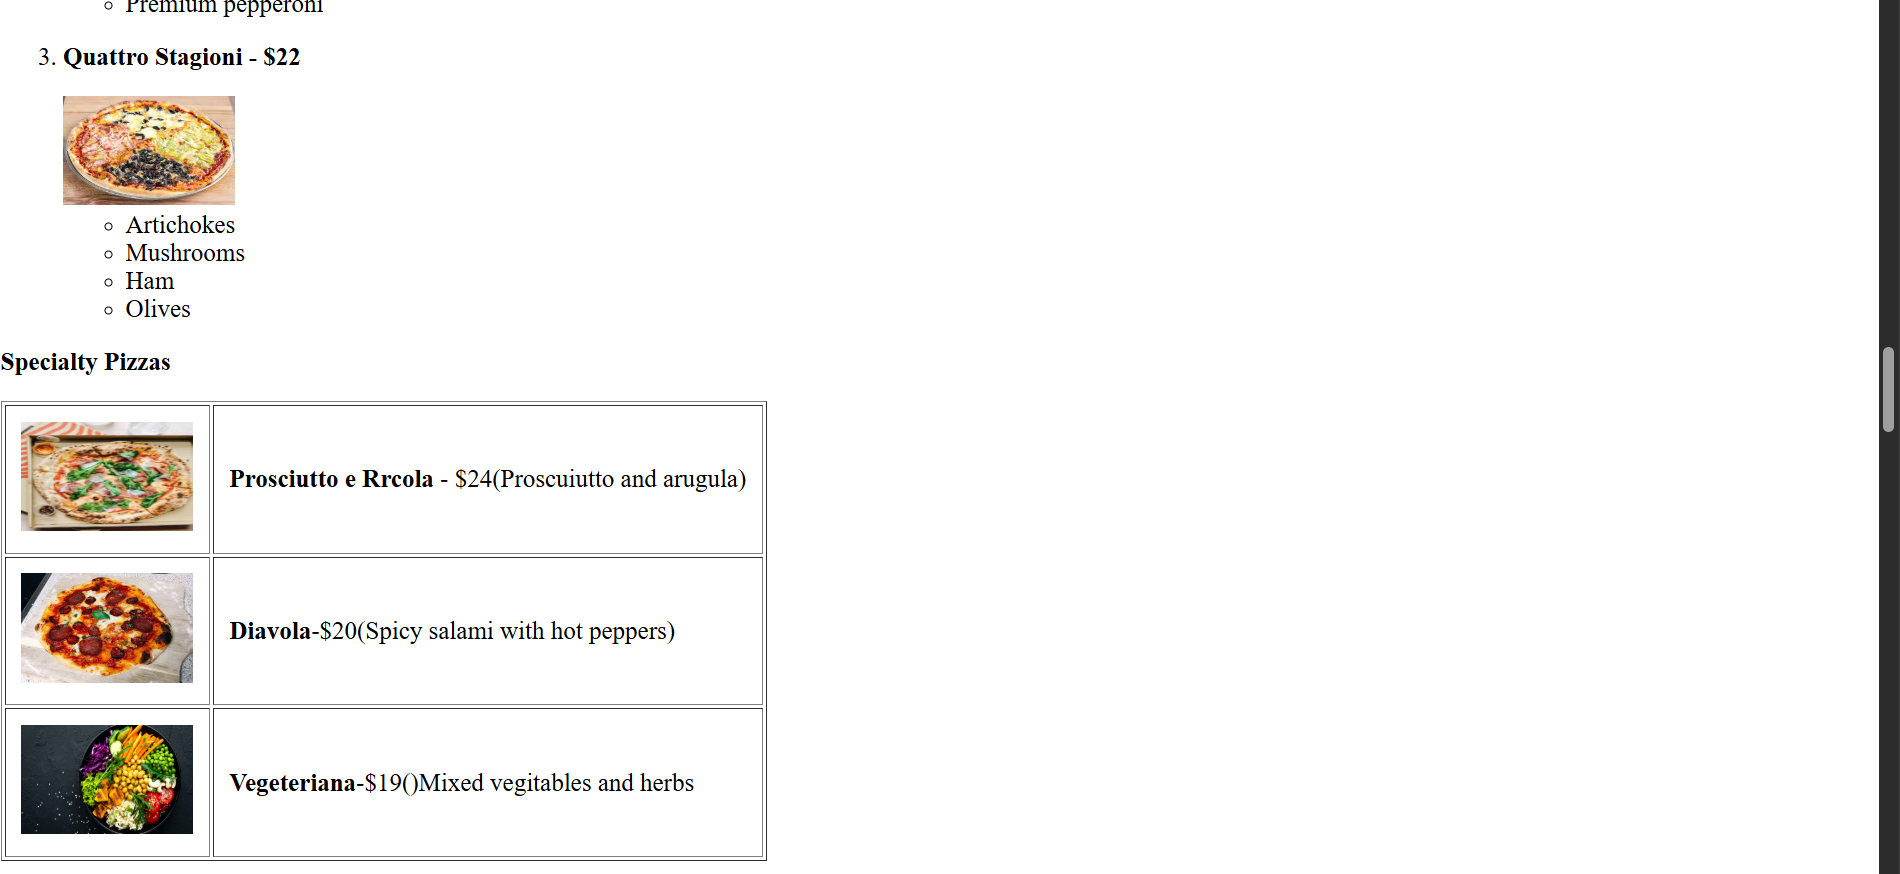 Premium pepperoni
3. Quattro Stagioni - $22
Artichokes
Mushrooms
Ham
Olives
Specialty Pizzas
Prosciutto e Rrcola - $24(Proscuiutto and arugula)
Diavola-$20(Spicy salami with hot peppers)
Vegeteriana-$19()Mixed vegitables and herbs